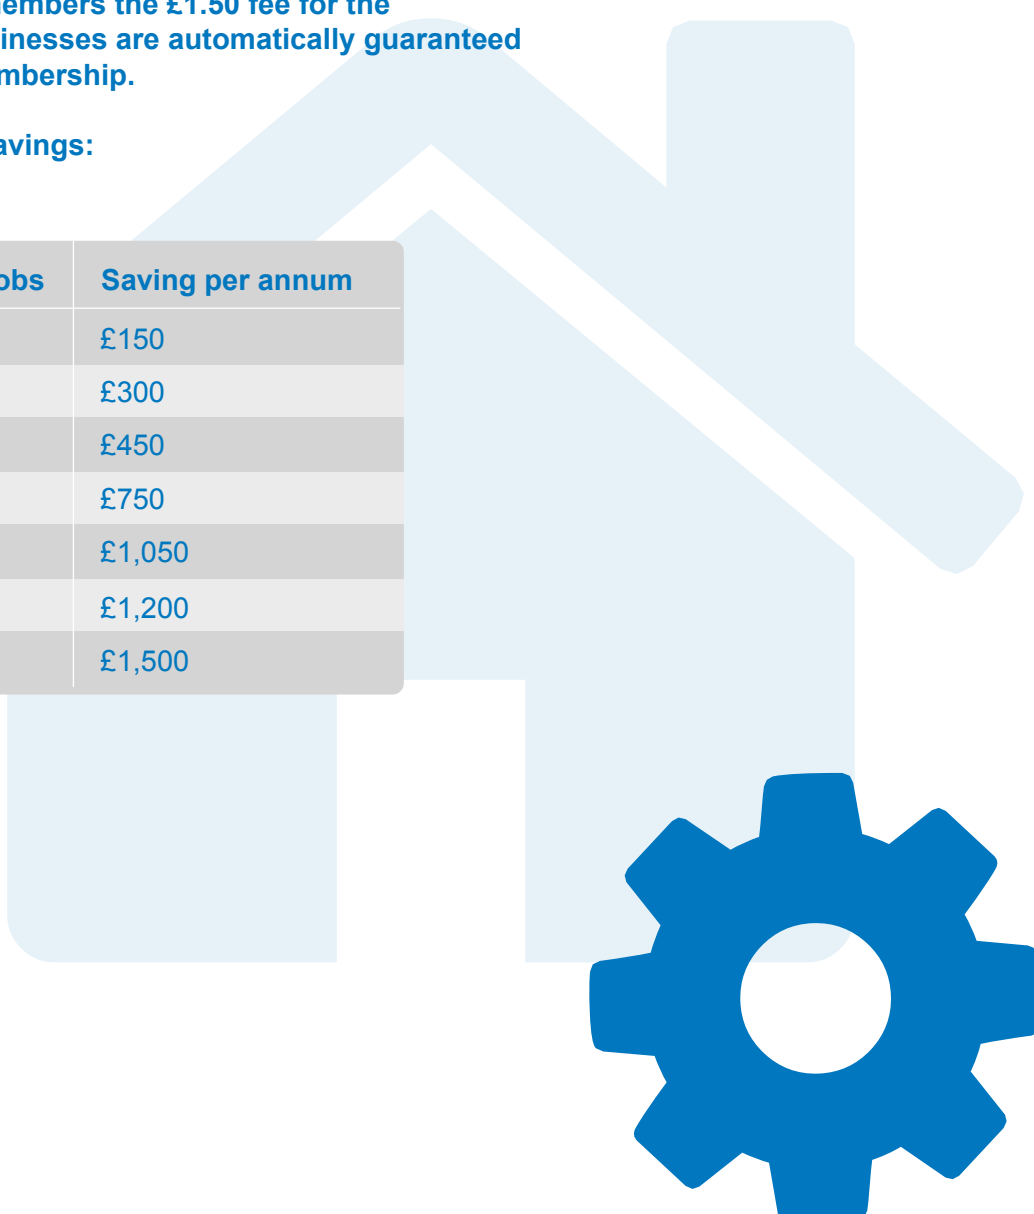 members the £1.50 fee for the
inesses are automatically guaranteed
mbership.
avings:
obs Saving per annum
£150
£300
£450
£750
£1,050
£1,200
£1,500